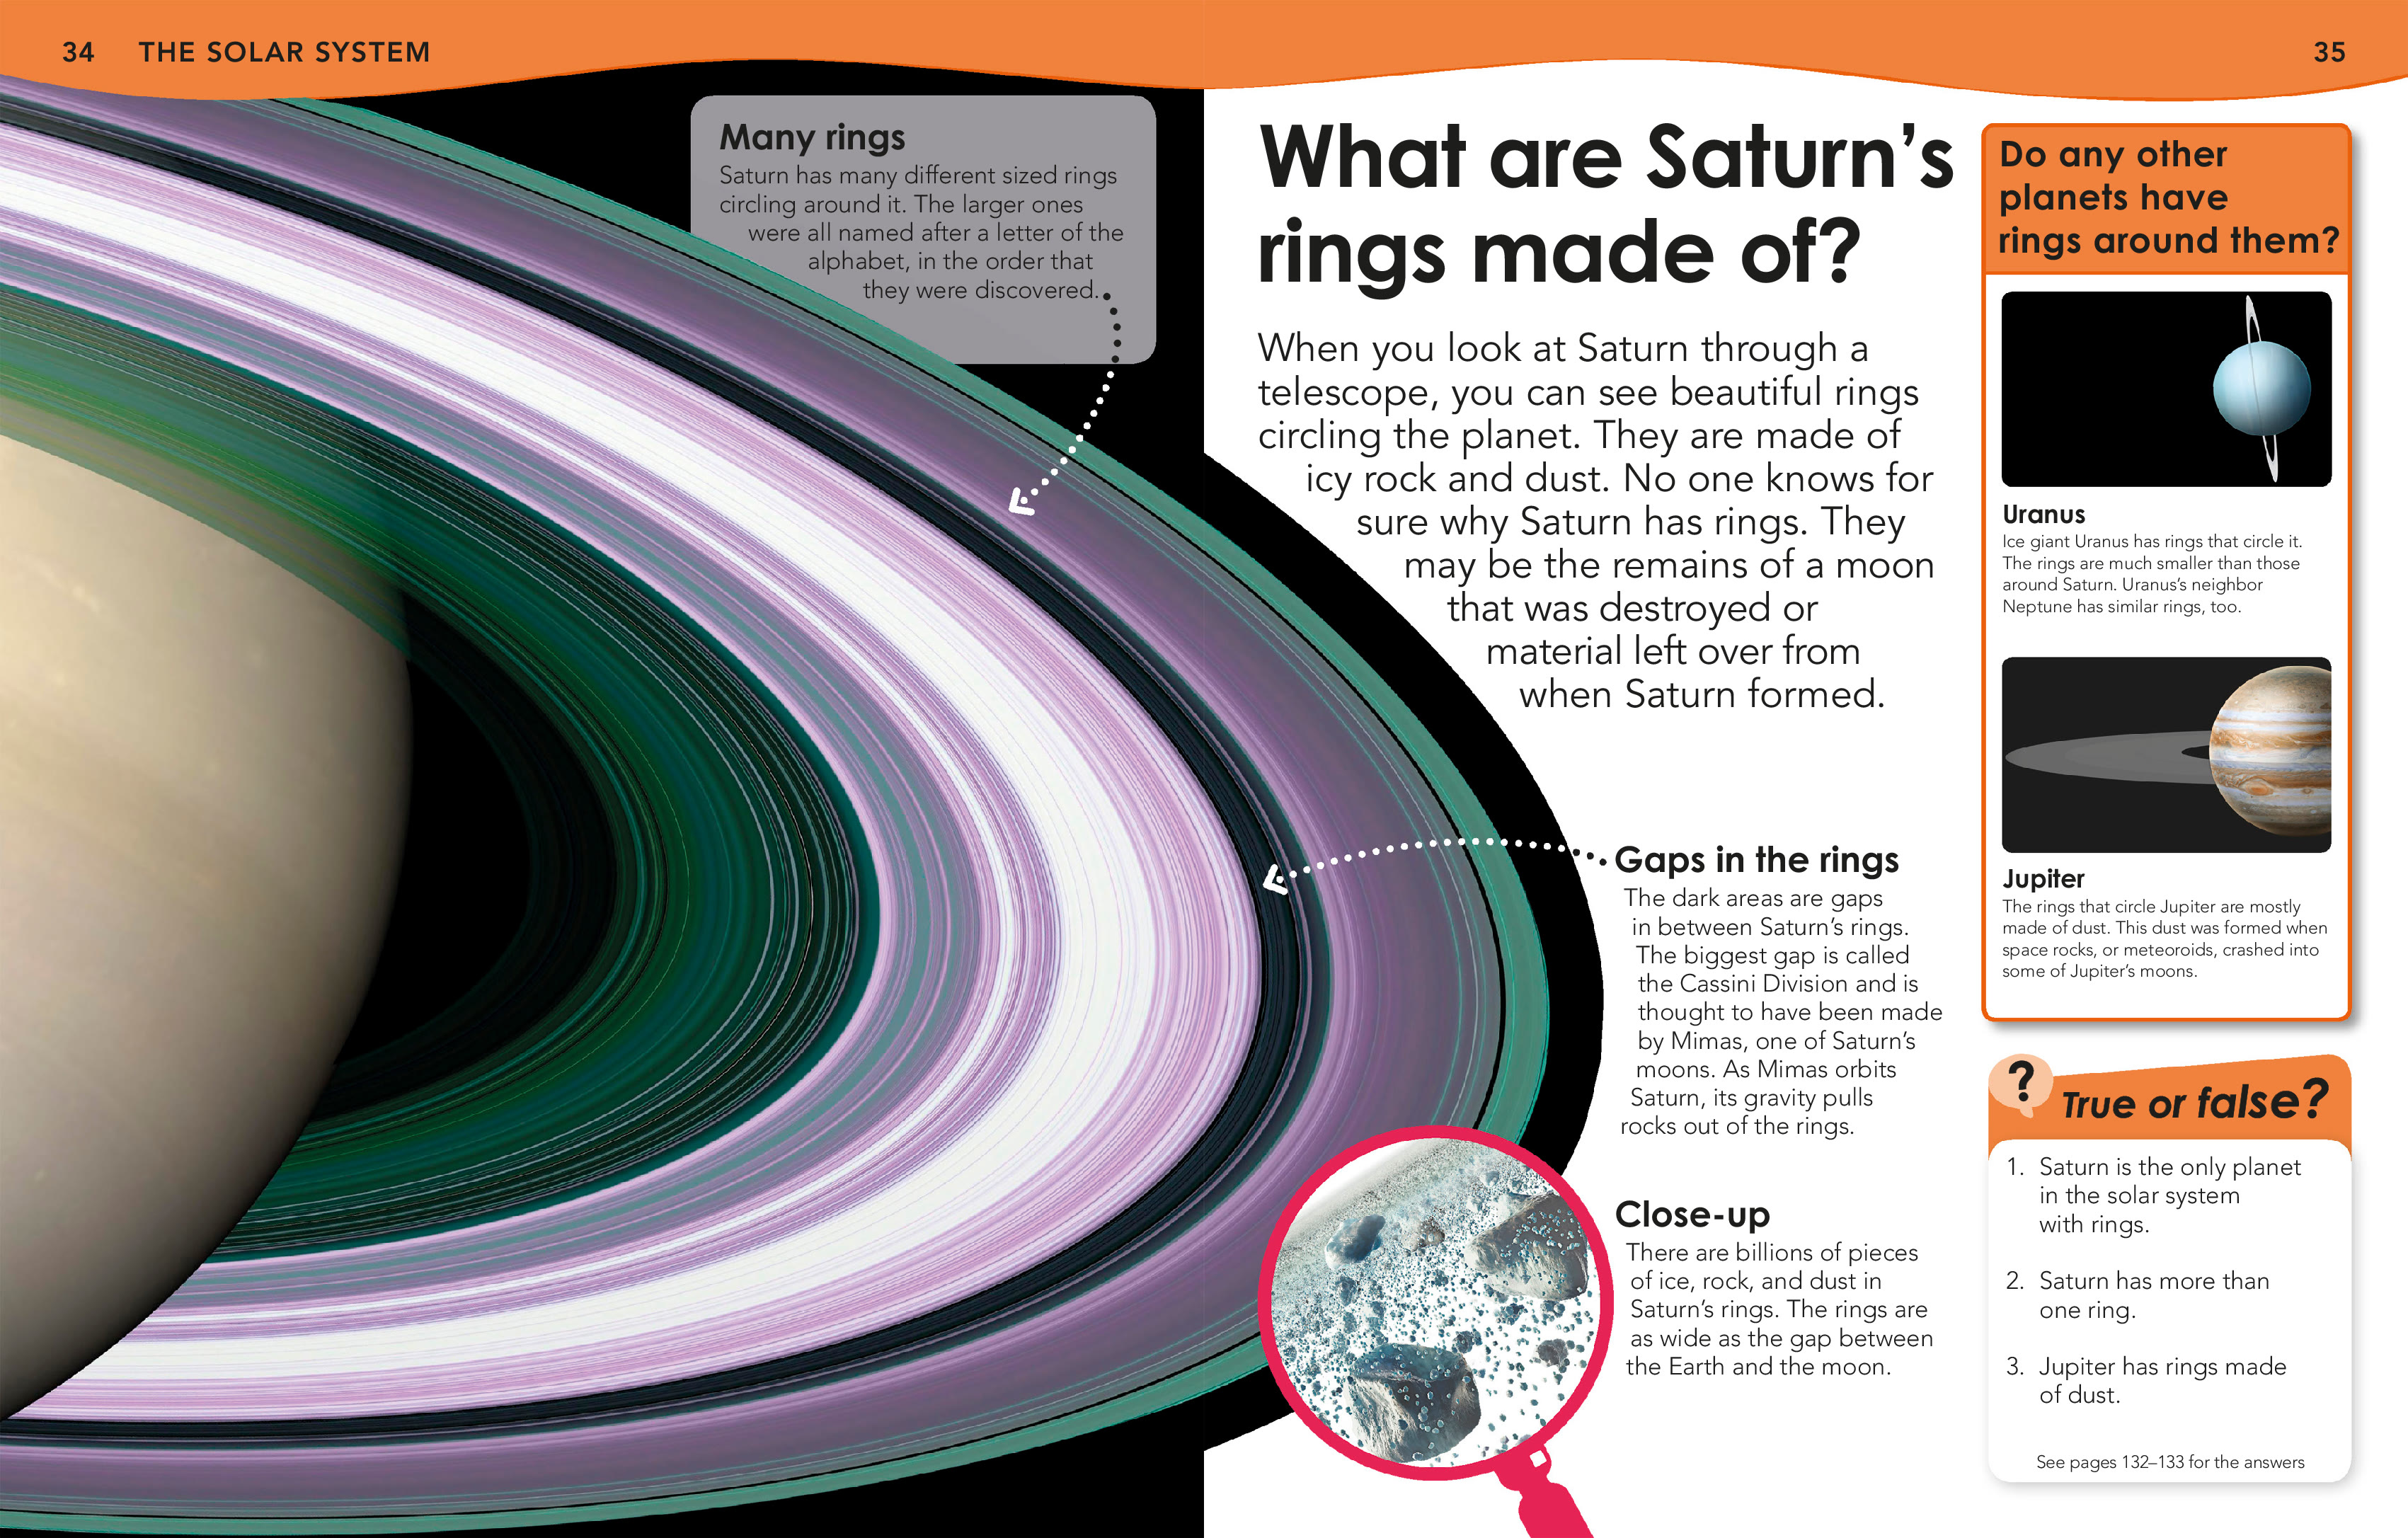 34 THE SOLAR SYSTEM
35
Many rings
Saturn has many different sized rings
circling around it. The larger ones
were all named after a letter of the
alphabet, in the order that
they were discovered.
What are Saturn’s
rings made of?
When you look at Saturn through a
telescope, you can see beautiful rings
circling the planet. They are made of
icy rock and dust. No one knows for
sure why Saturn has rings. They
may be the remains of a moon
that was destroyed or
material left over from
when Saturn formed.
Gaps in the rings
The dark areas are gaps
in between Saturn’s rings.
The biggest gap is called
the Cassini Division and is
thought to have been made
by Mimas, one of Saturn’s
moons. As Mimas orbits
Saturn, its gravity pulls
rocks out of the rings.
Close-up
There are billions of pieces
of ice, rock, and dust in
Saturn’s rings. The rings are
as wide as the gap between
the Earth and the moon.
Do any other
planets have
rings around them?
Uranus
Ice giant Uranus has rings that circle it.
The rings are much smaller than those
around Saturn. Uranus’s neighbor
Neptune has similar rings, too.
Jupiter
The rings that circle Jupiter are mostly
made of dust. This dust was formed when
space rocks, or meteoroids, crashed into
some of Jupiter’s moons.
? True or false?
1. Saturn is the only planet
in the solar system
with rings.
2. Saturn has more than
one ring.
3. Jupiter has rings made
of dust.
See pages 132–133 for the answers